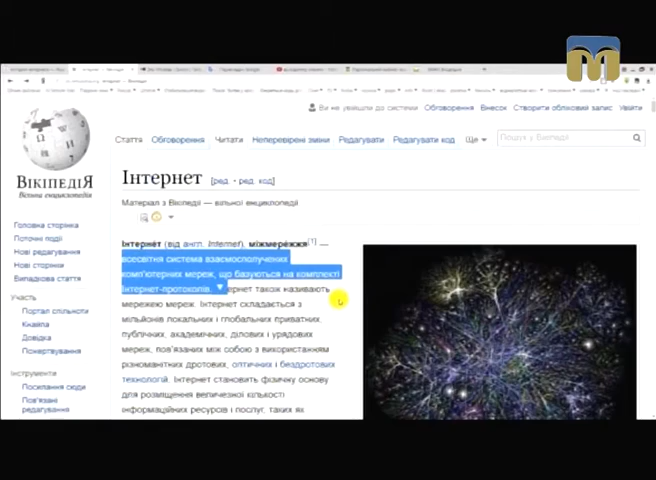 Ви не увійшли до системи Обговорення Внесок Створити обліковий запис Увійти
Стаття Обговорення Читати Неперевірені зміни Редагувати Редагувати код Ще Пошук у Вікіпедії
ВікіпедіЯ
Вільна енциклопедія
Інтернет [ред. • ред. код]
Матеріал з Вікіпедії — вільної енциклопедії
Головна сторінка
Поточні події
Нові редагування
Нові сторінки
Випадкова стаття
Участь
Портал спільноти
Кнайпа
Довідка
Пожертвування
Інструменти
Посилання сюди
Пов'язані
редагування
Інтерне́т (від англ. Internet), міжмере́жжя[1] —
всесвітня система взаємосполучених
комп'ютерних мереж, що базуються на комплекті
Інтернет-протоколів. тернет також називають
мережею мереж. Інтернет складається з
мільйонів локальних і глобальних приватних,
публічних, академічних, ділових і урядових
мереж, пов'язаних між собою з використанням
різноманітних дротових, оптичних і бездротових
технологій. Інтернет становить фізичну основу
для розміщення величезної кількості
інформаційних ресурсів і послуг, таких як